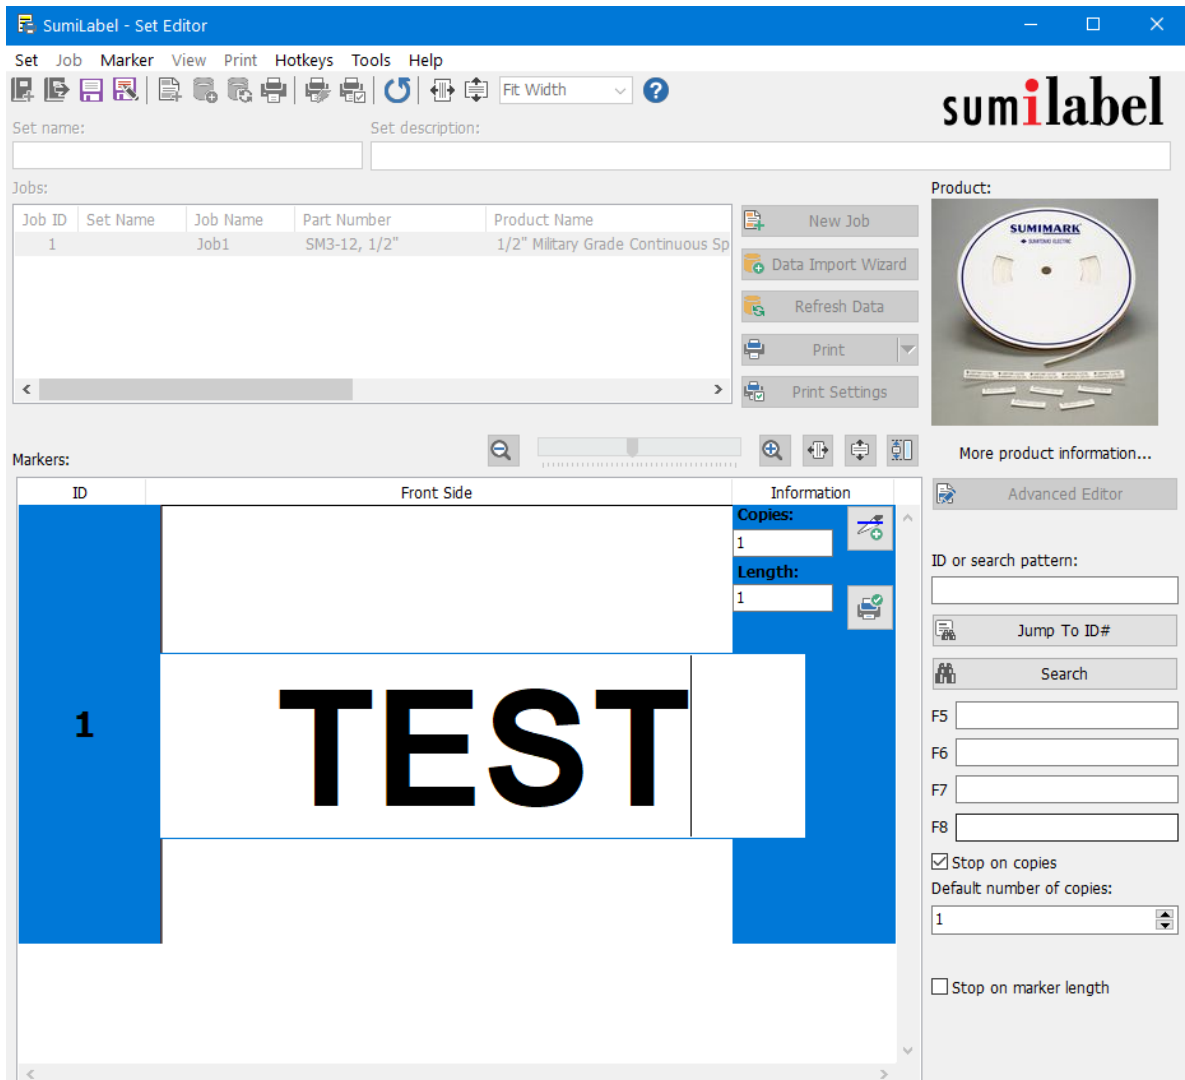 SumiLabel - Set Editor
Set Job Marker View Print Hotkeys Tools Help
Fit Width
sumilabel
Set name: Set description:
Jobs: Product:
Job ID Set Name Job Name Part Number Product Name
1 Job1 SM3-12, 1/2" 1/2" Military Grade Continuous Sp
New Job
Data Import Wizard
Refresh Data
Print
Print Settings
SUMIMARK
SUMITOMO ELECTRIC
More product information...
Markers:
ID Front Side Information
Advanced Editor
Copies:
1
Length:
1
1
TEST
ID or search pattern:
Jump To ID#
Search
F5
F6
F7
F8
Stop on copies
Default number of copies:
1
Stop on marker length